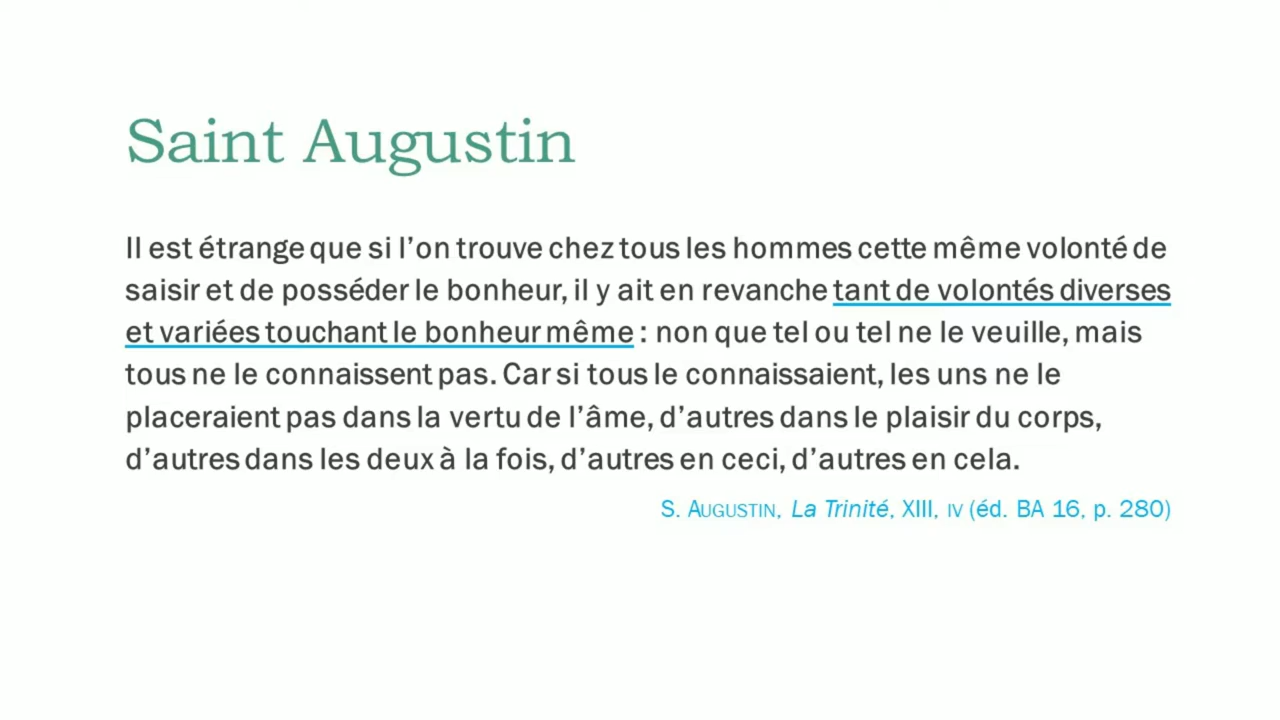 Saint Augustin
Il est étrange que si l’on trouve chez tous les hommes cette même volonté de
saisir et de posséder le bonheur, il y ait en revanche tant de volontés diverses
et variées touchant le bonheur même : non que tel ou tel ne le veuille, mais
tous ne le connaissent pas. Car si tous le connaissaient, les uns ne le
placeraient pas dans la vertu de l’âme, d’autres dans le plaisir du corps,
d’autres dans les deux à la fois, d’autres en ceci, d’autres en cela.
S. AUGUSTIN, La Trinité, XIII, IV (éd. BA 16, p. 280)